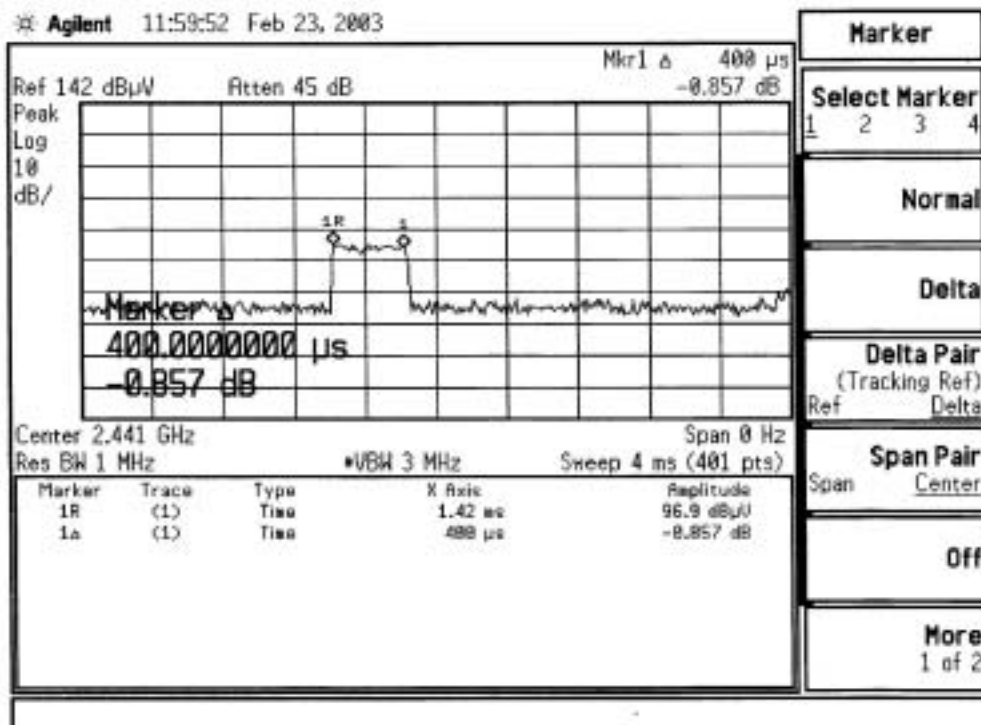 Agilent 11:59:52 Feb 23, 2003
Mkr1 Δ 400 µs
Ref 142 dBµV Atten 45 dB -0.857 dB
Peak
Log
10
dB/
1R 1
Marker Δ
400.0000000 µs
-0.857 dB
Center 2.441 GHz Span 0 Hz
Res BW 1 MHz *VBW 3 MHz Sweep 4 ms (401 pts)
Marker Trace Type X Axis Amplitude
1R (1) Time 1.42 ms 96.9 dBµV
1Δ (1) Time 400 µs -0.857 dB
Marker
Select Marker
1 2 3 4
Normal
Delta
Delta Pair
(Tracking Ref)
Ref Delta
Span Pair
Span Center
Off
More
1 of 2